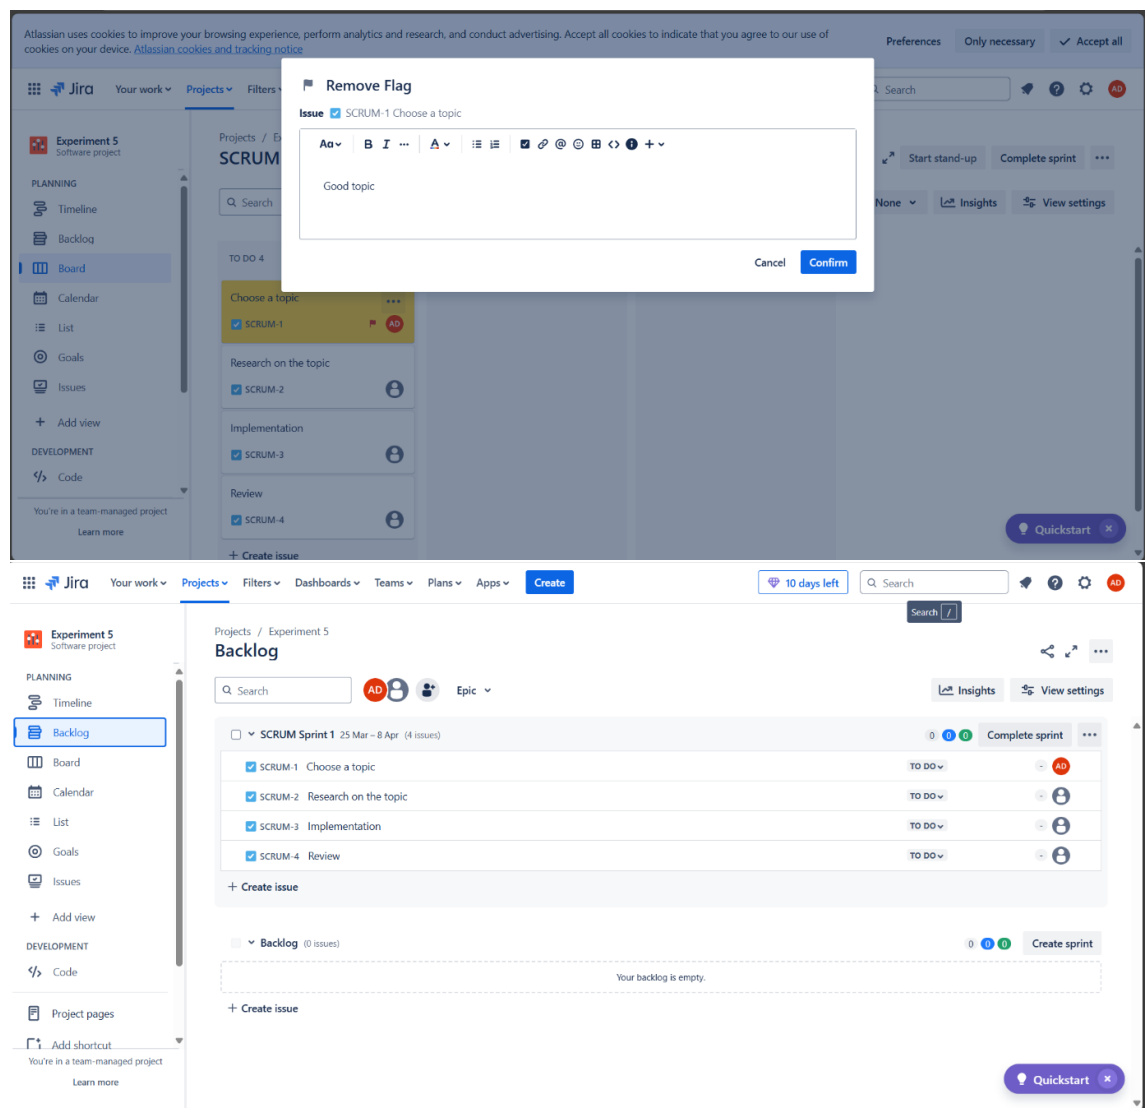 Atlassian uses cookies to improve your browsing experience, perform analytics and research, and conduct advertising. Accept all cookies to indicate that you agree to our use of
cookies on your device. Atlassian cookies and tracking notice
Preferences Only necessary Accept all
Jira Your work Projects Filters Search AD
Remove Flag
Issue SCRUM-1 Choose a topic
Aa B I ... A
Good topic
Cancel Confirm
Experiment 5
Software project
PLANNING
Timeline
Backlog
Board
Calendar
List
Goals
Issues
Add view
DEVELOPMENT
Code
You're in a team-managed project
Learn more
Projects / E
SCRUM
Start stand-up Complete sprint
Search
None Insights View settings
TO DO 4
Choose a topic
SCRUM-1 AD
Research on the topic
SCRUM-2
Implementation
SCRUM-3
Review
SCRUM-4
+ Create issue
Quickstart
Jira Your work Projects Filters Dashboards Teams Plans Apps Create 10 days left Search AD
Search /
Experiment 5
Software project
PLANNING
Timeline
Backlog
Board
Calendar
List
Goals
Issues
Add view
DEVELOPMENT
Code
Project pages
Add shortcut
You're in a team-managed project
Learn more
Projects / Experiment 5
Backlog
Search AD Epic Insights View settings
SCRUM Sprint 1 25 Mar – 8 Apr (4 issues) 0 0 0 Complete sprint
SCRUM-1 Choose a topic TO DO - AD
SCRUM-2 Research on the topic TO DO -
SCRUM-3 Implementation TO DO -
SCRUM-4 Review TO DO -
+ Create issue
Backlog (0 issues) 0 0 0 Create sprint
Your backlog is empty.
+ Create issue
Quickstart